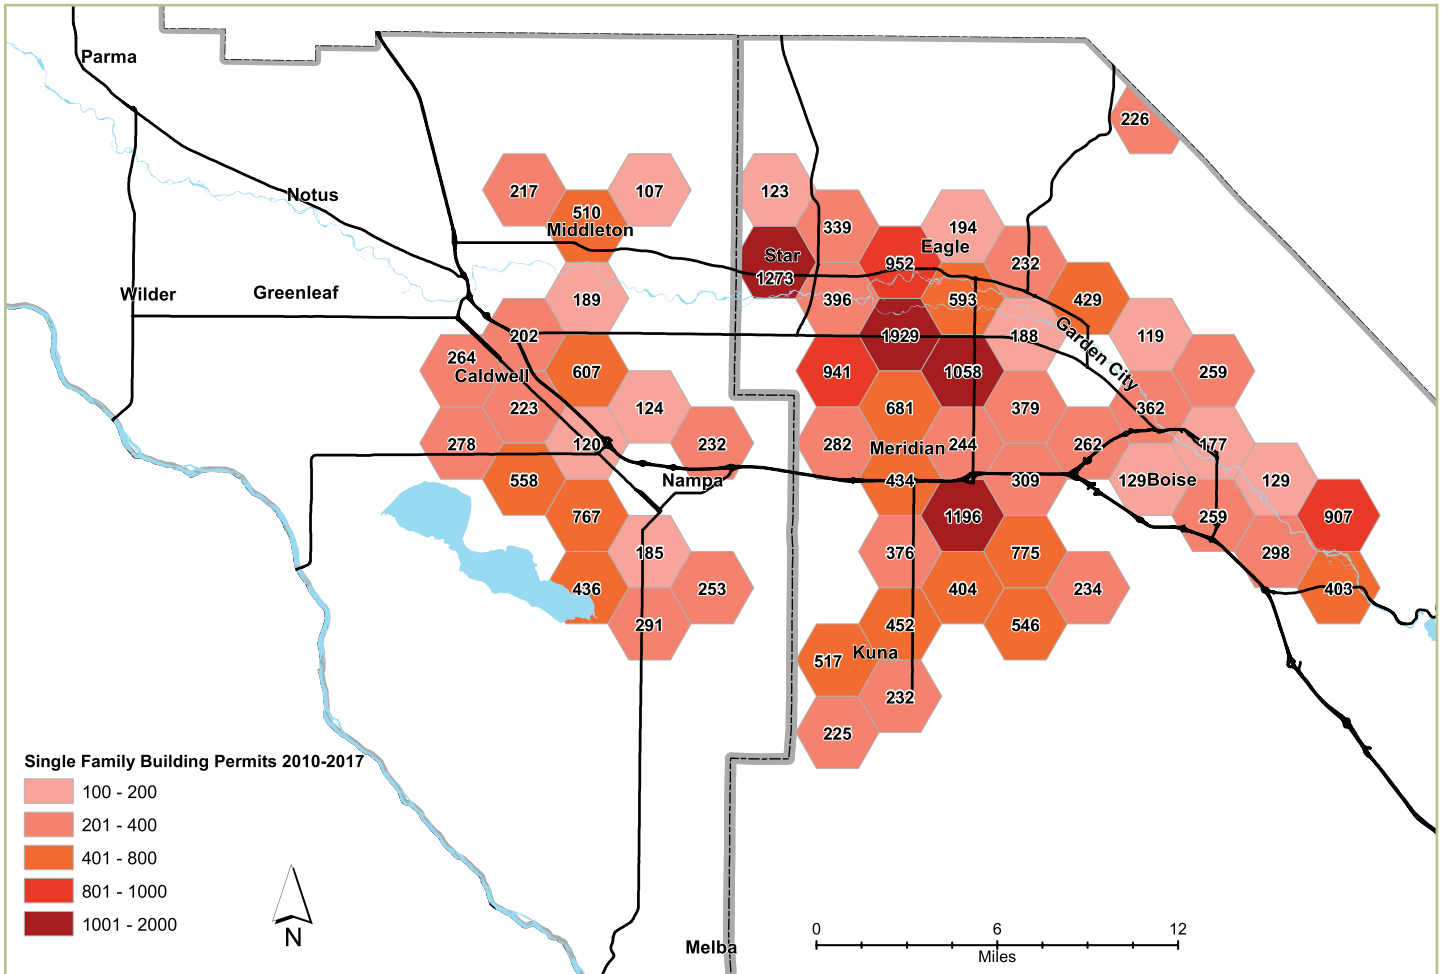 Parma
226
Notus
217
107
123
510
Middleton
339
194
Eagle
Star
1273
952
232
Wilder
Greenleaf
189
396
593
429
202
1929
188
Garden City
119
264
Caldwell
607
941
1058
259
223
124
681
379
362
278
120
232
282
Meridian
244
262
177
558
Nampa
434
309
129
Boise
129
767
1196
259
907
185
376
775
298
436
253
404
234
403
291
452
546
517
Kuna
232
225
Single Family Building Permits 2010-2017
100 - 200
201 - 400
401 - 800
801 - 1000
1001 - 2000
N
Melba
0
6
12
Miles